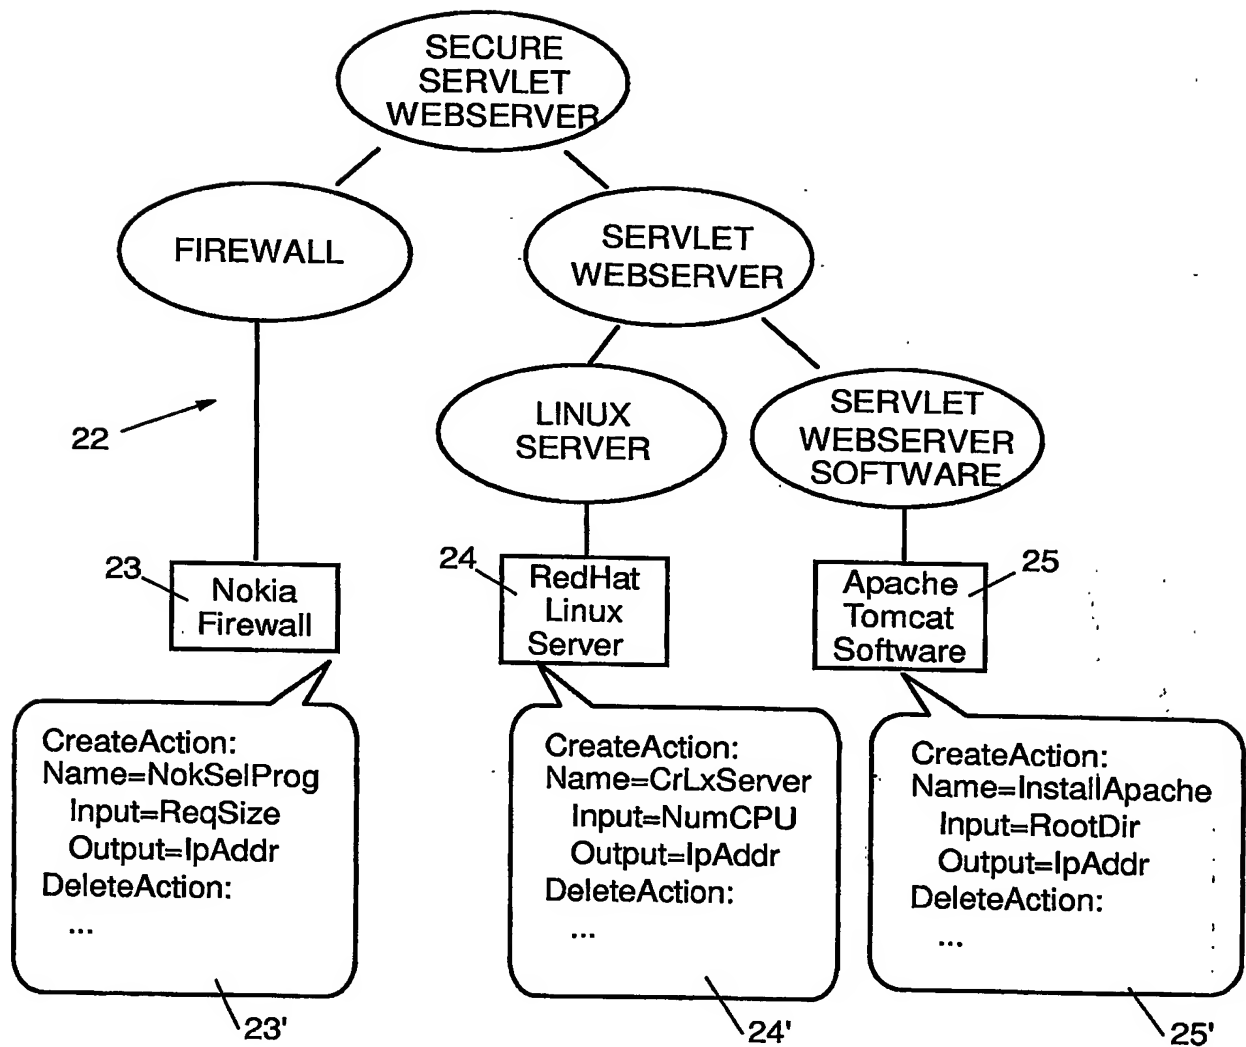 SECURE
SERVLET
WEBSERVER
FIREWALL
SERVLET
WEBSERVER
22
LINUX
SERVER
SERVLET
WEBSERVER
SOFTWARE
23
Nokia
Firewall
24
RedHat
Linux
Server
25
Apache
Tomcat
Software
CreateAction:
Name=NokSelProg
Input=ReqSize
Output=IpAddr
DeleteAction:
...
23'
CreateAction:
Name=CrLxServer
Input=NumCPU
Output=IpAddr
DeleteAction:
...
24'
CreateAction:
Name=InstallApache
Input=RootDir
Output=IpAddr
DeleteAction:
...
25'